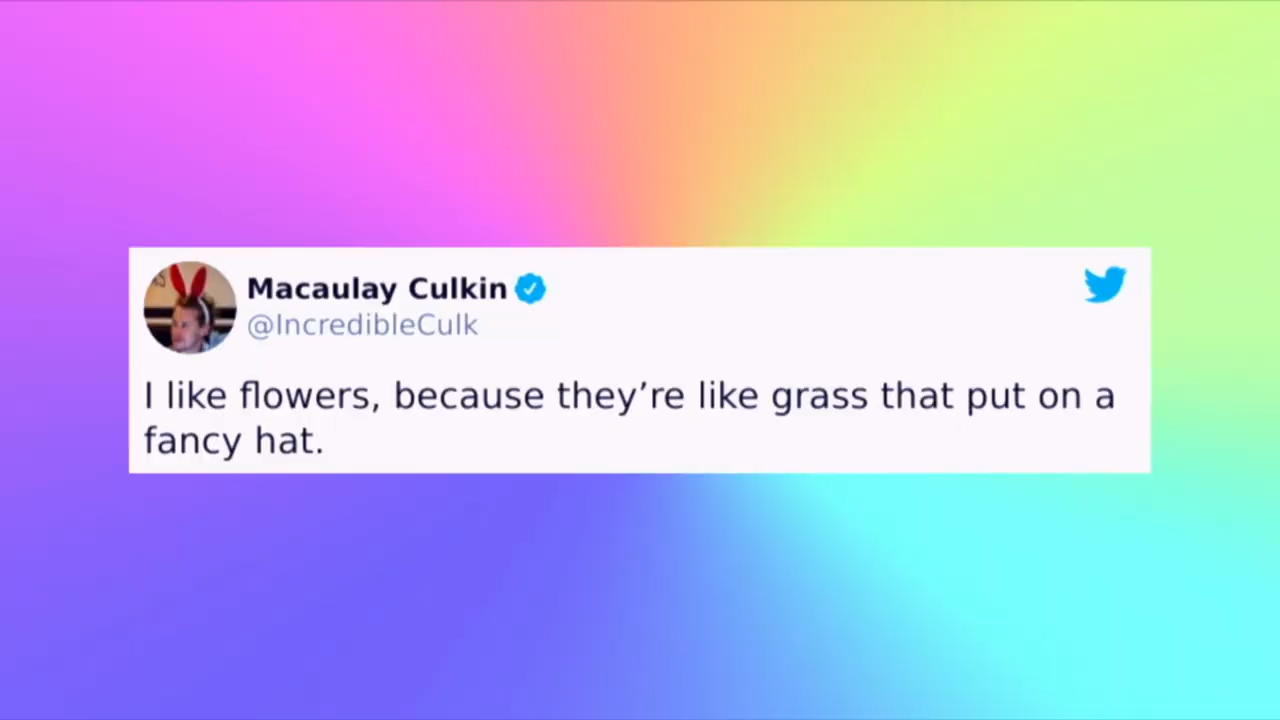 Macaulay Culkin
@IncredibleCulk
I like flowers, because they’re like grass that put on a
fancy hat.